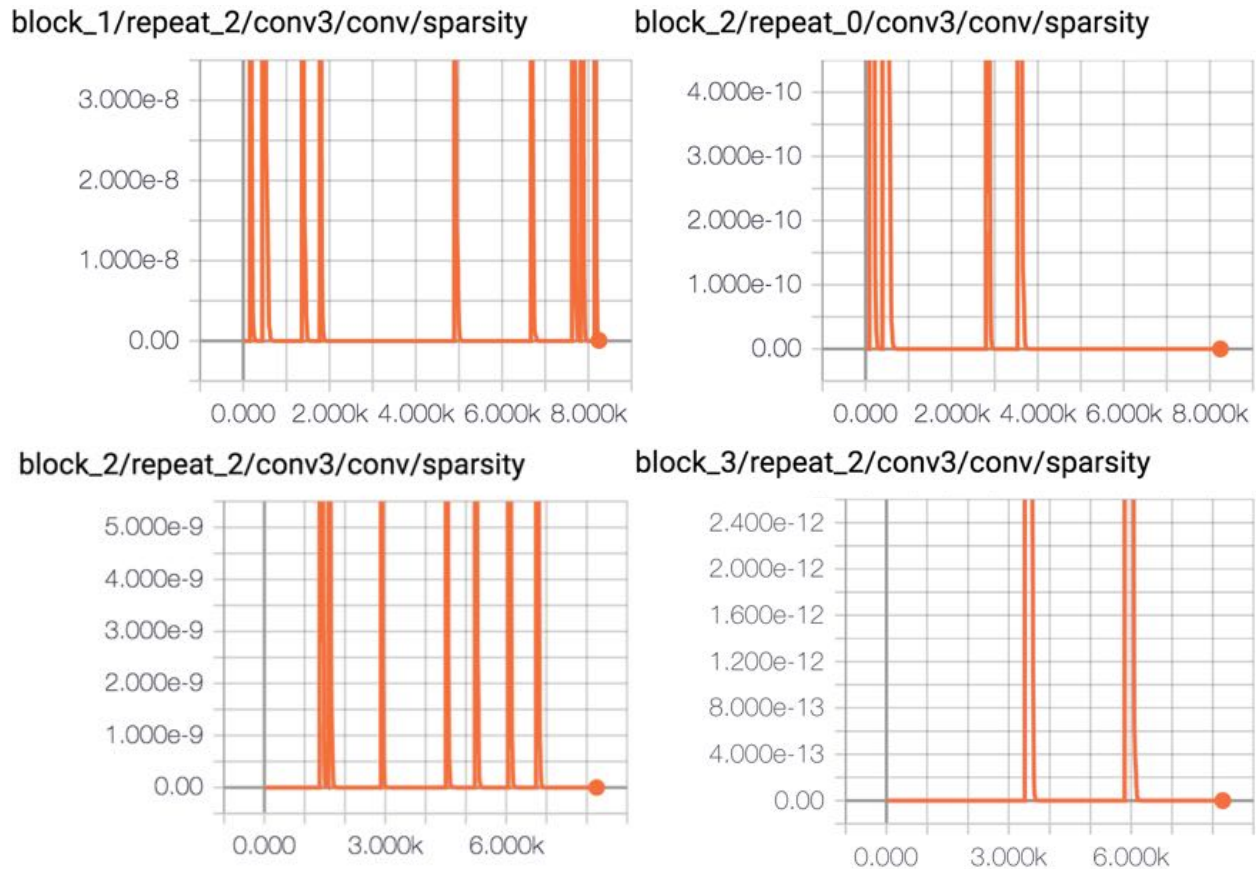 block_1/repeat_2/conv3/conv/sparsity
3.000e-8
2.000e-8
1.000e-8
0.00
0.000 2.000k 4.000k 6.000k 8.000k
block_2/repeat_0/conv3/conv/sparsity
4.000e-10
3.000e-10
2.000e-10
1.000e-10
0.00
0.000 2.000k 4.000k 6.000k 8.000k
block_2/repeat_2/conv3/conv/sparsity
5.000e-9
4.000e-9
3.000e-9
2.000e-9
1.000e-9
0.00
0.000 3.000k 6.000k
block_3/repeat_2/conv3/conv/sparsity
2.400e-12
2.000e-12
1.600e-12
1.200e-12
8.000e-13
4.000e-13
0.00
0.000 3.000k 6.000k